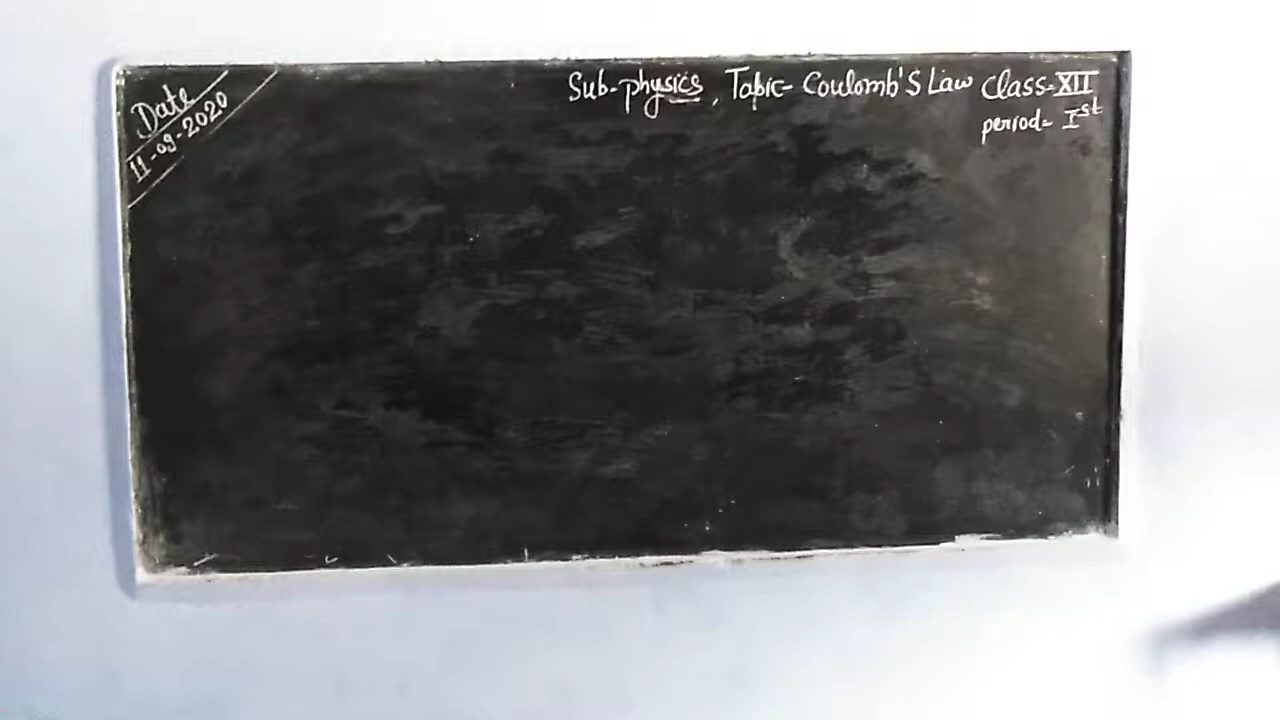 Date
11-09-2020
Sub-physics, Topic- Coulomb'S Law Class-XII
period- Ist